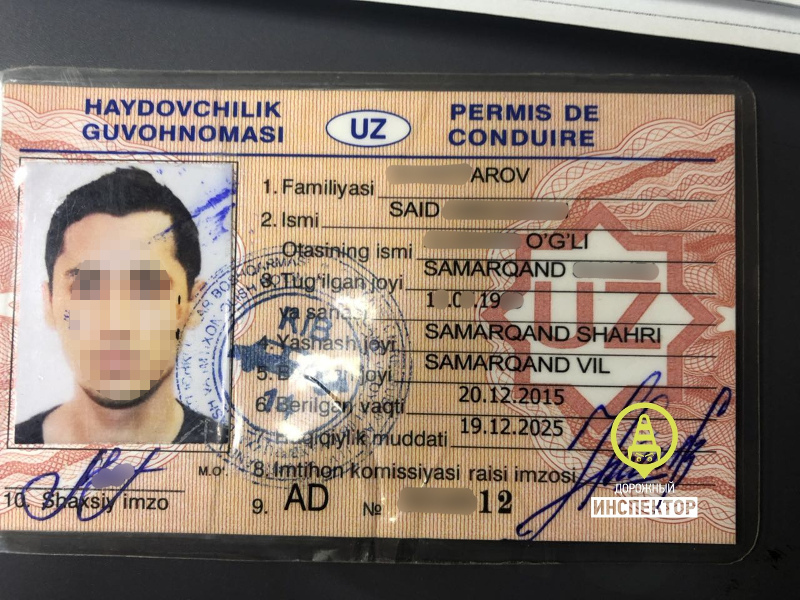 HAYDOVCHILIK
GUVOHNOMASI
UZ
PERMIS DE
CONDUIRE
1. Familiyasi AROV
2. Ismi SAID
Otasining ismi O'G'LI
3. Tug'ilgan joyi SAMARQAND
va sanasi
4. Yashash joyi SAMARQAND SHAHRI
5. joyi SAMARQAND VIL
6. Berilgan vaqti 20.12.2015
7. muddati 19.12.2025
8. Imtihon komissiyasi raisi imzosi
M.O'
10. Shaxsiy imzo
9. AD № 12
UZ
ДОРОЖНЫЙ
ИНСПЕКТОР